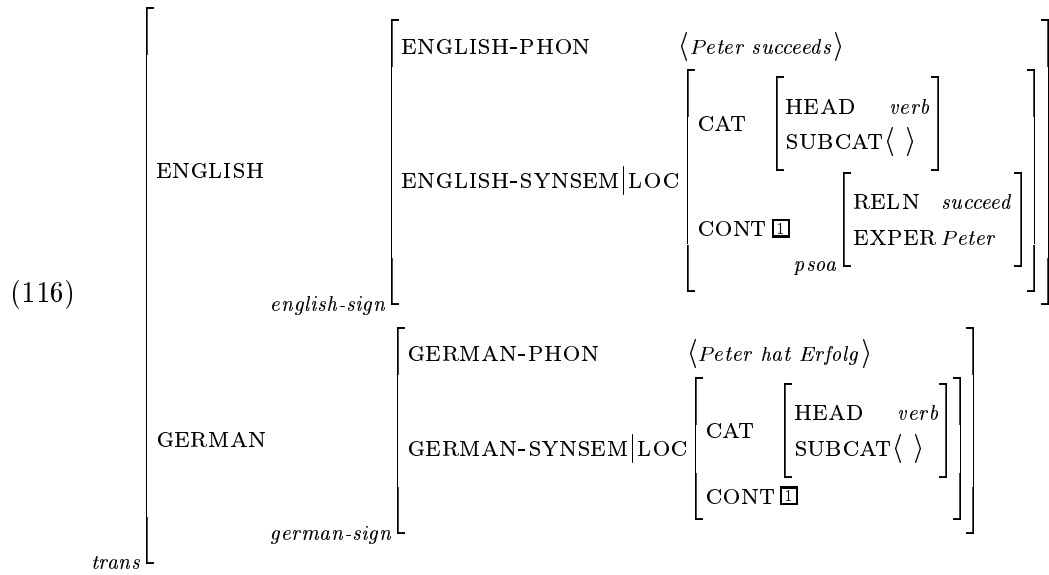 ENGLISH-PHON ⟨Peter succeeds⟩
HEAD verb
CAT
SUBCAT⟨ ⟩
ENGLISH
ENGLISH-SYNSEM|LOC
RELN succeed
CONT 1
EXPER Peter
psoa
(116)
english-sign
GERMAN-PHON ⟨Peter hat Erfolg⟩
HEAD verb
CAT
SUBCAT⟨ ⟩
GERMAN
GERMAN-SYNSEM|LOC
CONT 1
german-sign
trans